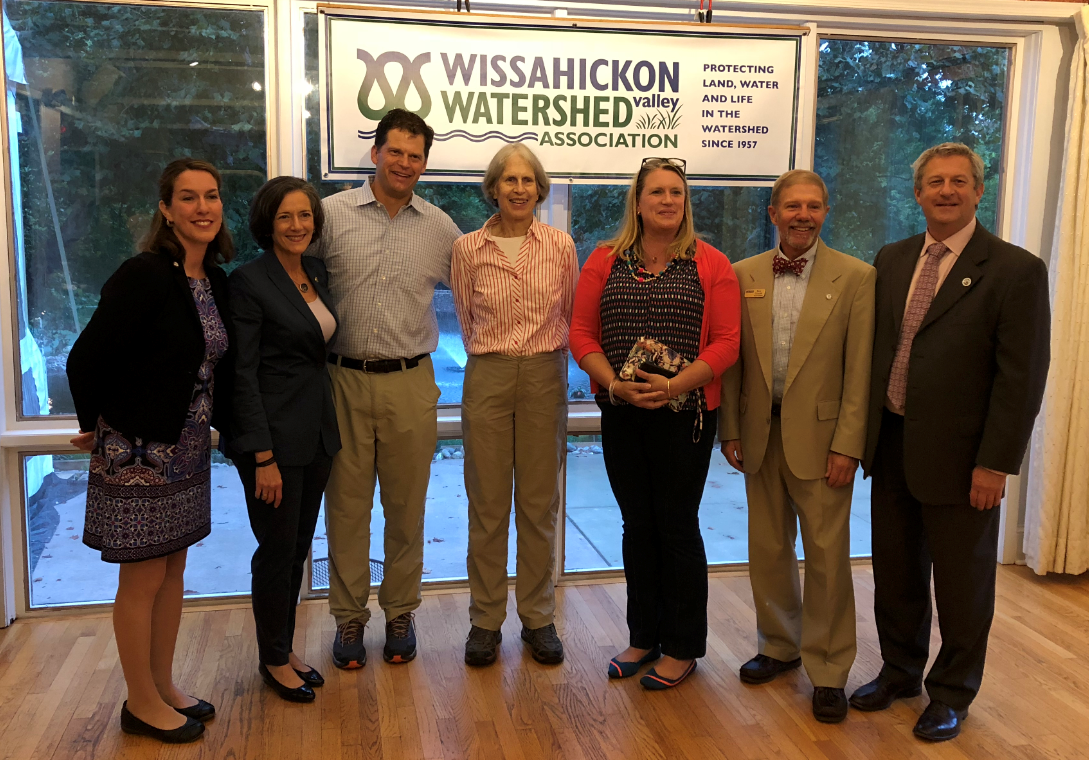 WISSAHICKON
WATERSHED valley
ASSOCIATION
PROTECTING
LAND, WATER
AND LIFE
IN THE
WATERSHED
SINCE 1957